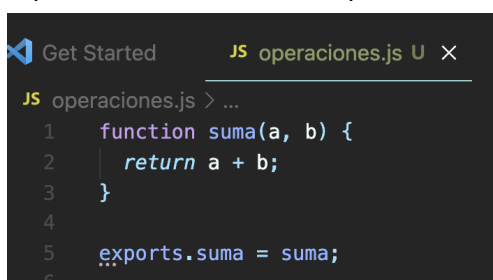 Get Started
JS operaciones.js U ×
JS operaciones.js > ...
1 function suma(a, b) {
2 return a + b;
3 }
4
5 exports.suma = suma;